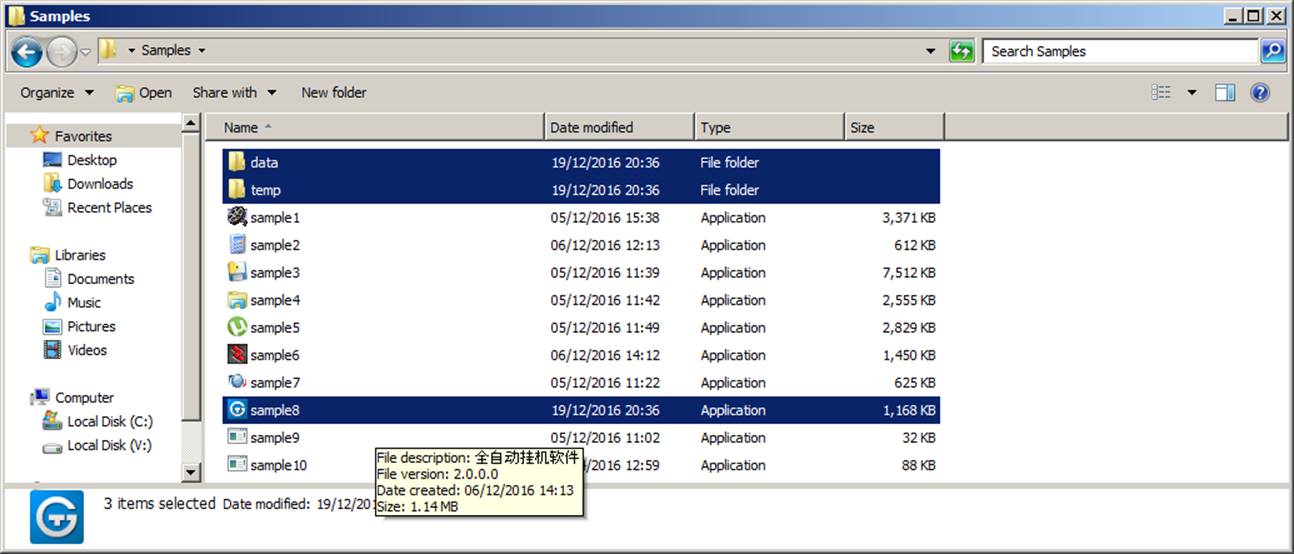 Samples
Samples
Search Samples
Organize Open Share with New folder
Name Date modified Type Size
Favorites
Desktop
Downloads
Recent Places
Libraries
Documents
Music
Pictures
Videos
Computer
Local Disk (C:)
Local Disk (V:)
data 19/12/2016 20:36 File folder
temp 19/12/2016 20:36 File folder
sample1 05/12/2016 15:38 Application 3,371 KB
sample2 06/12/2016 12:13 Application 612 KB
sample3 05/12/2016 11:39 Application 7,512 KB
sample4 05/12/2016 11:42 Application 2,555 KB
sample5 05/12/2016 11:49 Application 2,829 KB
sample6 06/12/2016 14:12 Application 1,450 KB
sample7 05/12/2016 11:22 Application 625 KB
sample8 19/12/2016 20:36 Application 1,168 KB
sample9 05/12/2016 11:02 Application 32 KB
sample10 12:59 Application 88 KB
File description: 全自动挂机软件
File version: 2.0.0.0
Date created: 06/12/2016 14:13
Size: 1.14 MB
3 items selected Date modified: 19/12/